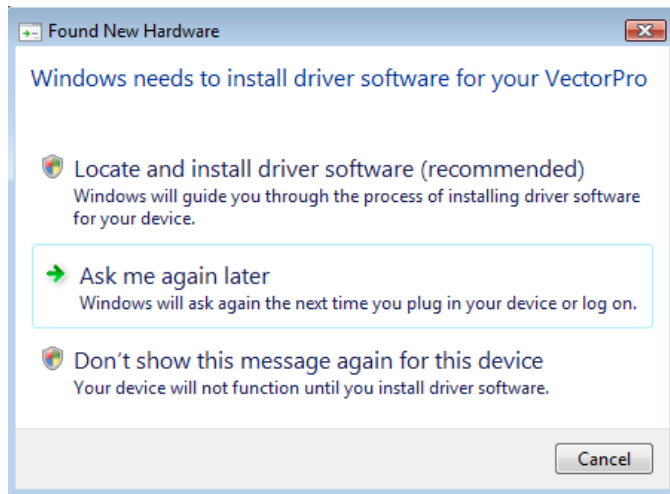 Found New Hardware
Windows needs to install driver software for your VectorPro
Locate and install driver software (recommended)
Windows will guide you through the process of installing driver software
for your device.
Ask me again later
Windows will ask again the next time you plug in your device or log on.
Don't show this message again for this device
Your device will not function until you install driver software.
Cancel